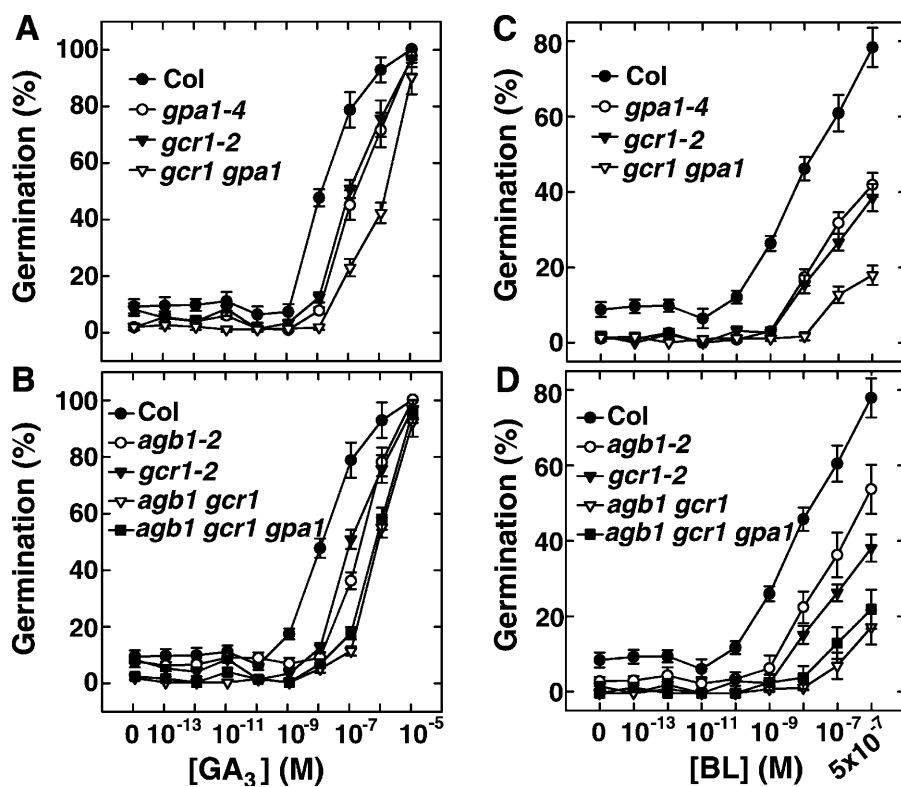 A
Germination (%)
100
80
60
40
20
0
Col
gpa1-4
gcr1-2
gcr1 gpa1
B
Germination (%)
100
80
60
40
20
0
Col
agb1-2
gcr1-2
agb1 gcr1
agb1 gcr1 gpa1
0 10⁻¹³ 10⁻¹¹ 10⁻⁹ 10⁻⁷ 10⁻⁵
[GA₃] (M)
C
Germination (%)
80
60
40
20
0
Col
gpa1-4
gcr1-2
gcr1 gpa1
D
Germination (%)
80
60
40
20
0
Col
agb1-2
gcr1-2
agb1 gcr1
agb1 gcr1 gpa1
0 10⁻¹³ 10⁻¹¹ 10⁻⁹ 10⁻⁷ 5x10⁻⁷
[BL] (M)